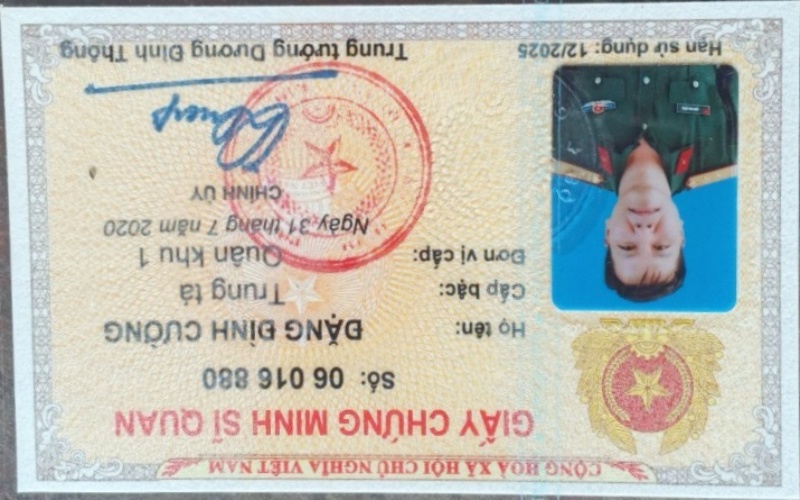 CỘNG HOÀ XÃ HỘI CHỦ NGHĨA VIỆT NAM
GIẤY CHỨNG MINH SĨ QUAN
Số: 06 016 880
Họ tên: ĐẶNG ĐÌNH CƯỜNG
Cấp bậc: Trung tá
Đơn vị cấp: Quân khu 1
Ngày 31 tháng 7 năm 2020
CHÍNH ỦY
Hạn sử dụng: 12/2025
Trung tướng Dương Đình Thông